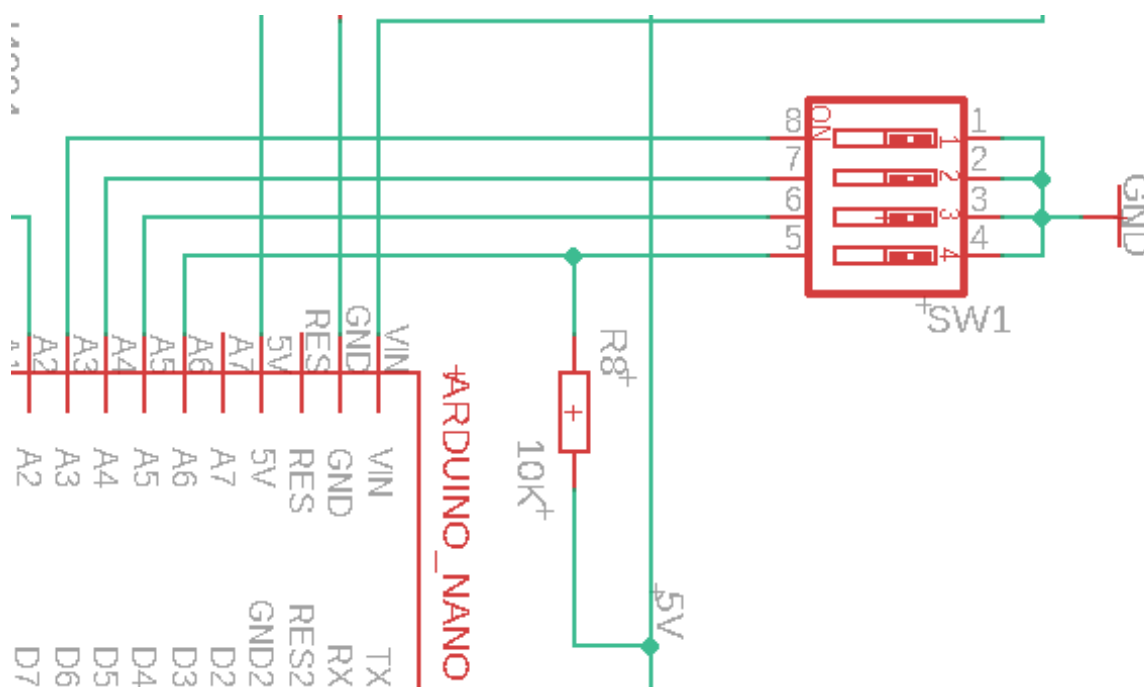 8
ON
1
1
7
2
2
6
3
3
5
4
4
GND
SW1
A2
A3
A4
A5
A6
A7
5V
RES
GND
VIN
R8
10K
5V
A2
A3
A4
A5
A6
A7
5V
RES
GND
VIN
ARDUINO_NANO
D7
D6
D5
D4
D3
D2
GND2
RES2
RX
TX